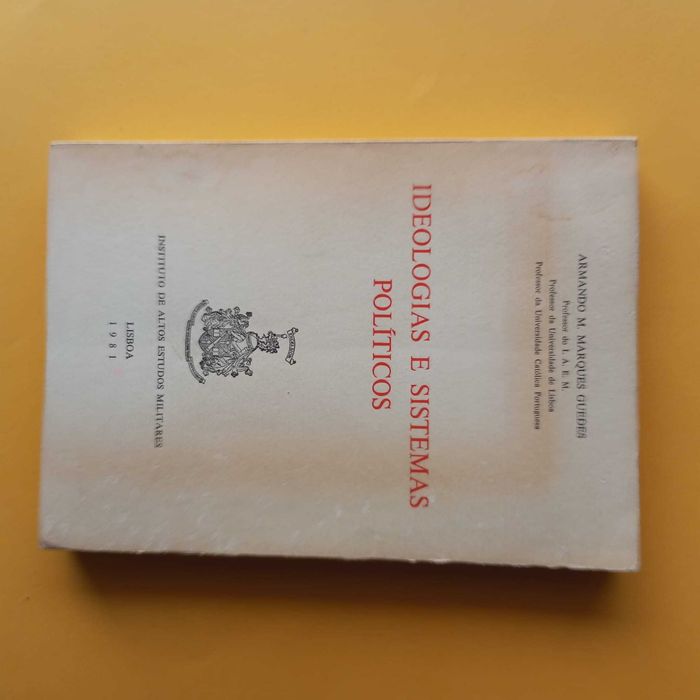 ARMANDO M. MARQUES GUEDES
Professor do I. A. E. M.
Professor da Universidade de Lisboa
Professor da Universidade Católica Portuguesa
IDEOLOGIAS E SISTEMAS
POLÍTICOS
INSTITUTO DE ALTOS ESTUDOS MILITARES
LISBOA
1981